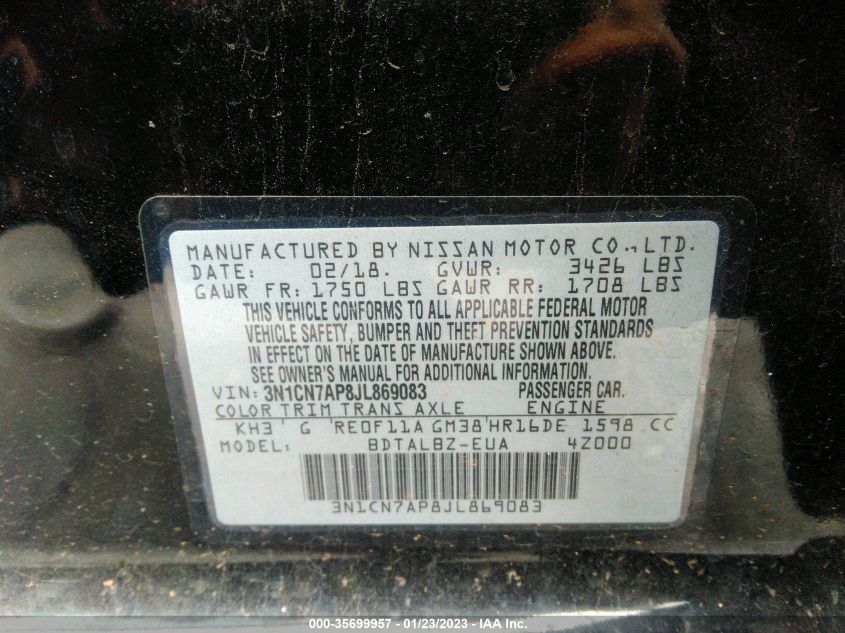 MANUFACTURED BY NISSAN MOTOR CO., LTD.
DATE: 02/18. GVWR: 3426 LBS
GAWR FR: 1750 LBS GAWR RR: 1708 LBS
THIS VEHICLE CONFORMS TO ALL APPLICABLE FEDERAL MOTOR
VEHICLE SAFETY, BUMPER AND THEFT PREVENTION STANDARDS
IN EFFECT ON THE DATE OF MANUFACTURE SHOWN ABOVE.
SEE OWNER'S MANUAL FOR ADDITIONAL INFORMATION.
VIN: 3N1CN7AP8JL869083 PASSENGER CAR.
COLOR TRIM TRANS AXLE ENGINE
KH3 G RE0F11A GM38 HR16DE 1598 CC
MODEL: BDTALBZ-EUA 4Z000
3N1CN7AP8JL869083
000-35699957 - 01/23/2023 - IAA Inc.